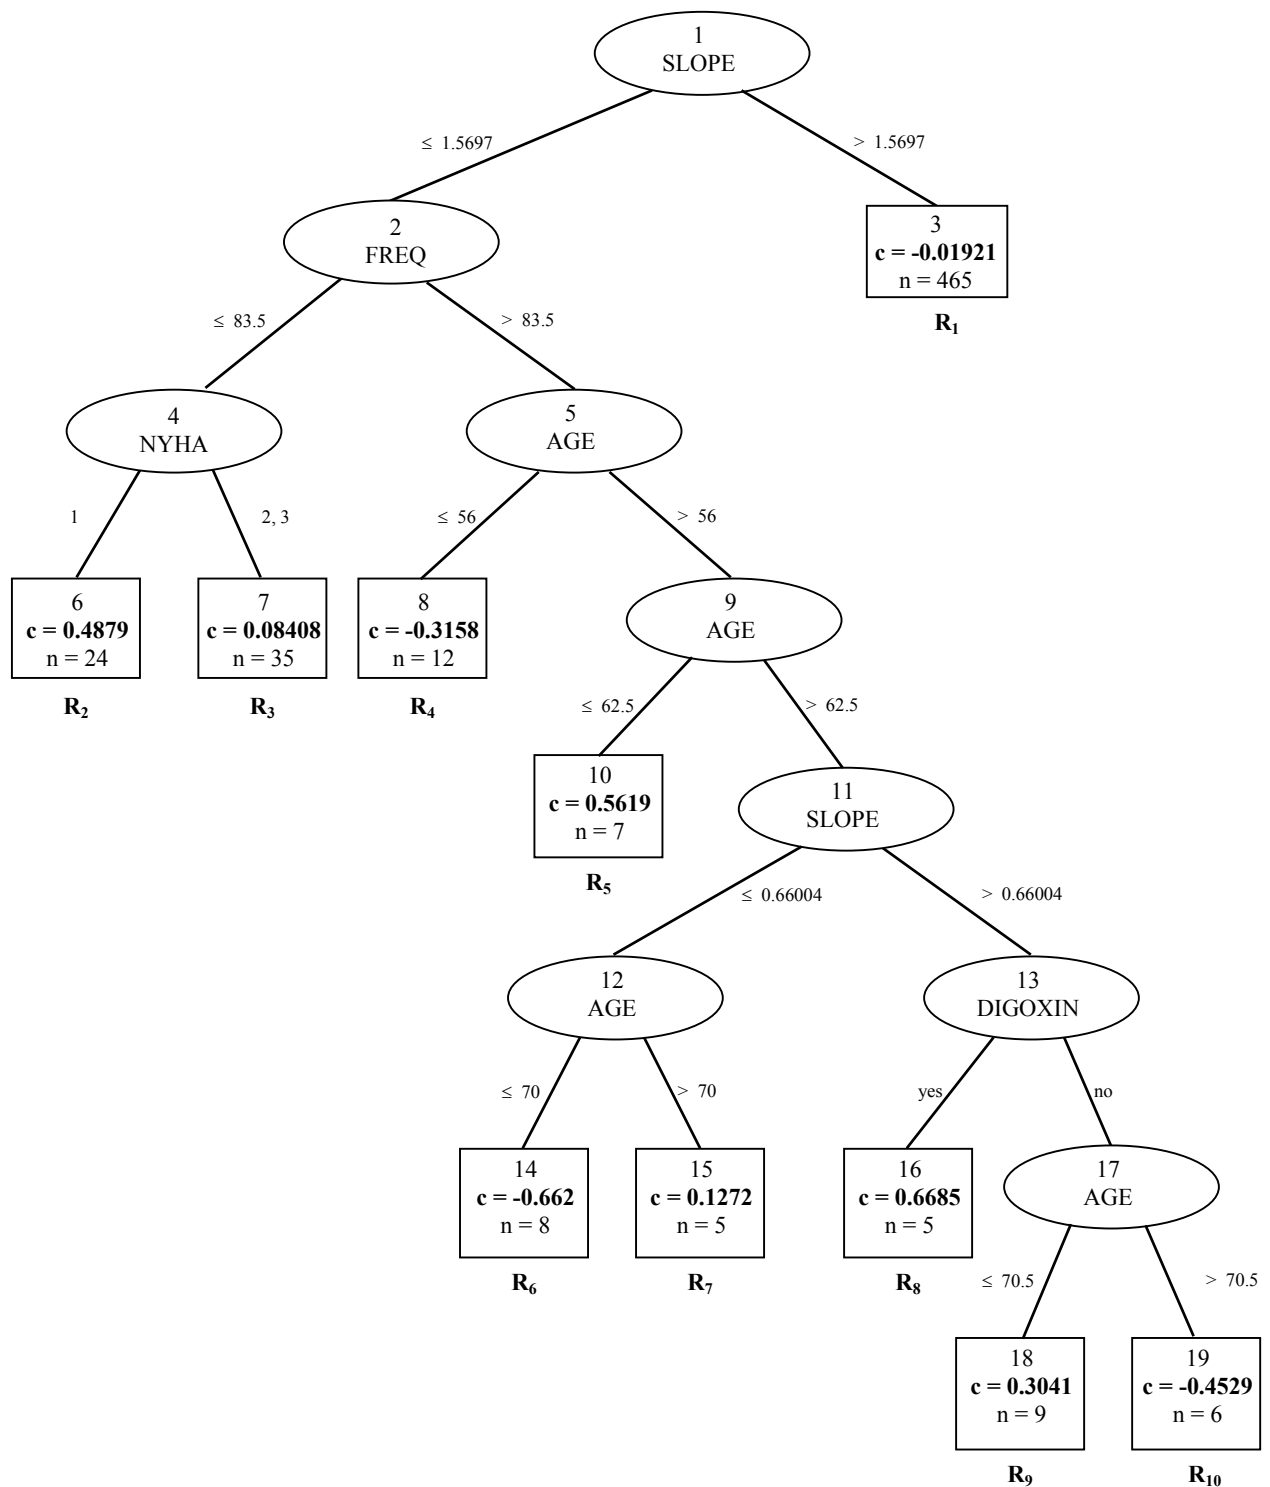 1
SLOPE
≤ 1.5697
> 1.5697
2
FREQ
3
c = -0.01921
n = 465
R1
≤ 83.5
> 83.5
4
NYHA
5
AGE
1
2, 3
≤ 56
> 56
6
c = 0.4879
n = 24
R2
7
c = 0.08408
n = 35
R3
8
c = -0.3158
n = 12
R4
9
AGE
≤ 62.5
> 62.5
10
c = 0.5619
n = 7
R5
11
SLOPE
≤ 0.66004
> 0.66004
12
AGE
13
DIGOXIN
≤ 70
> 70
yes
no
14
c = -0.662
n = 8
R6
15
c = 0.1272
n = 5
R7
16
c = 0.6685
n = 5
R8
17
AGE
≤ 70.5
> 70.5
18
c = 0.3041
n = 9
R9
19
c = -0.4529
n = 6
R10